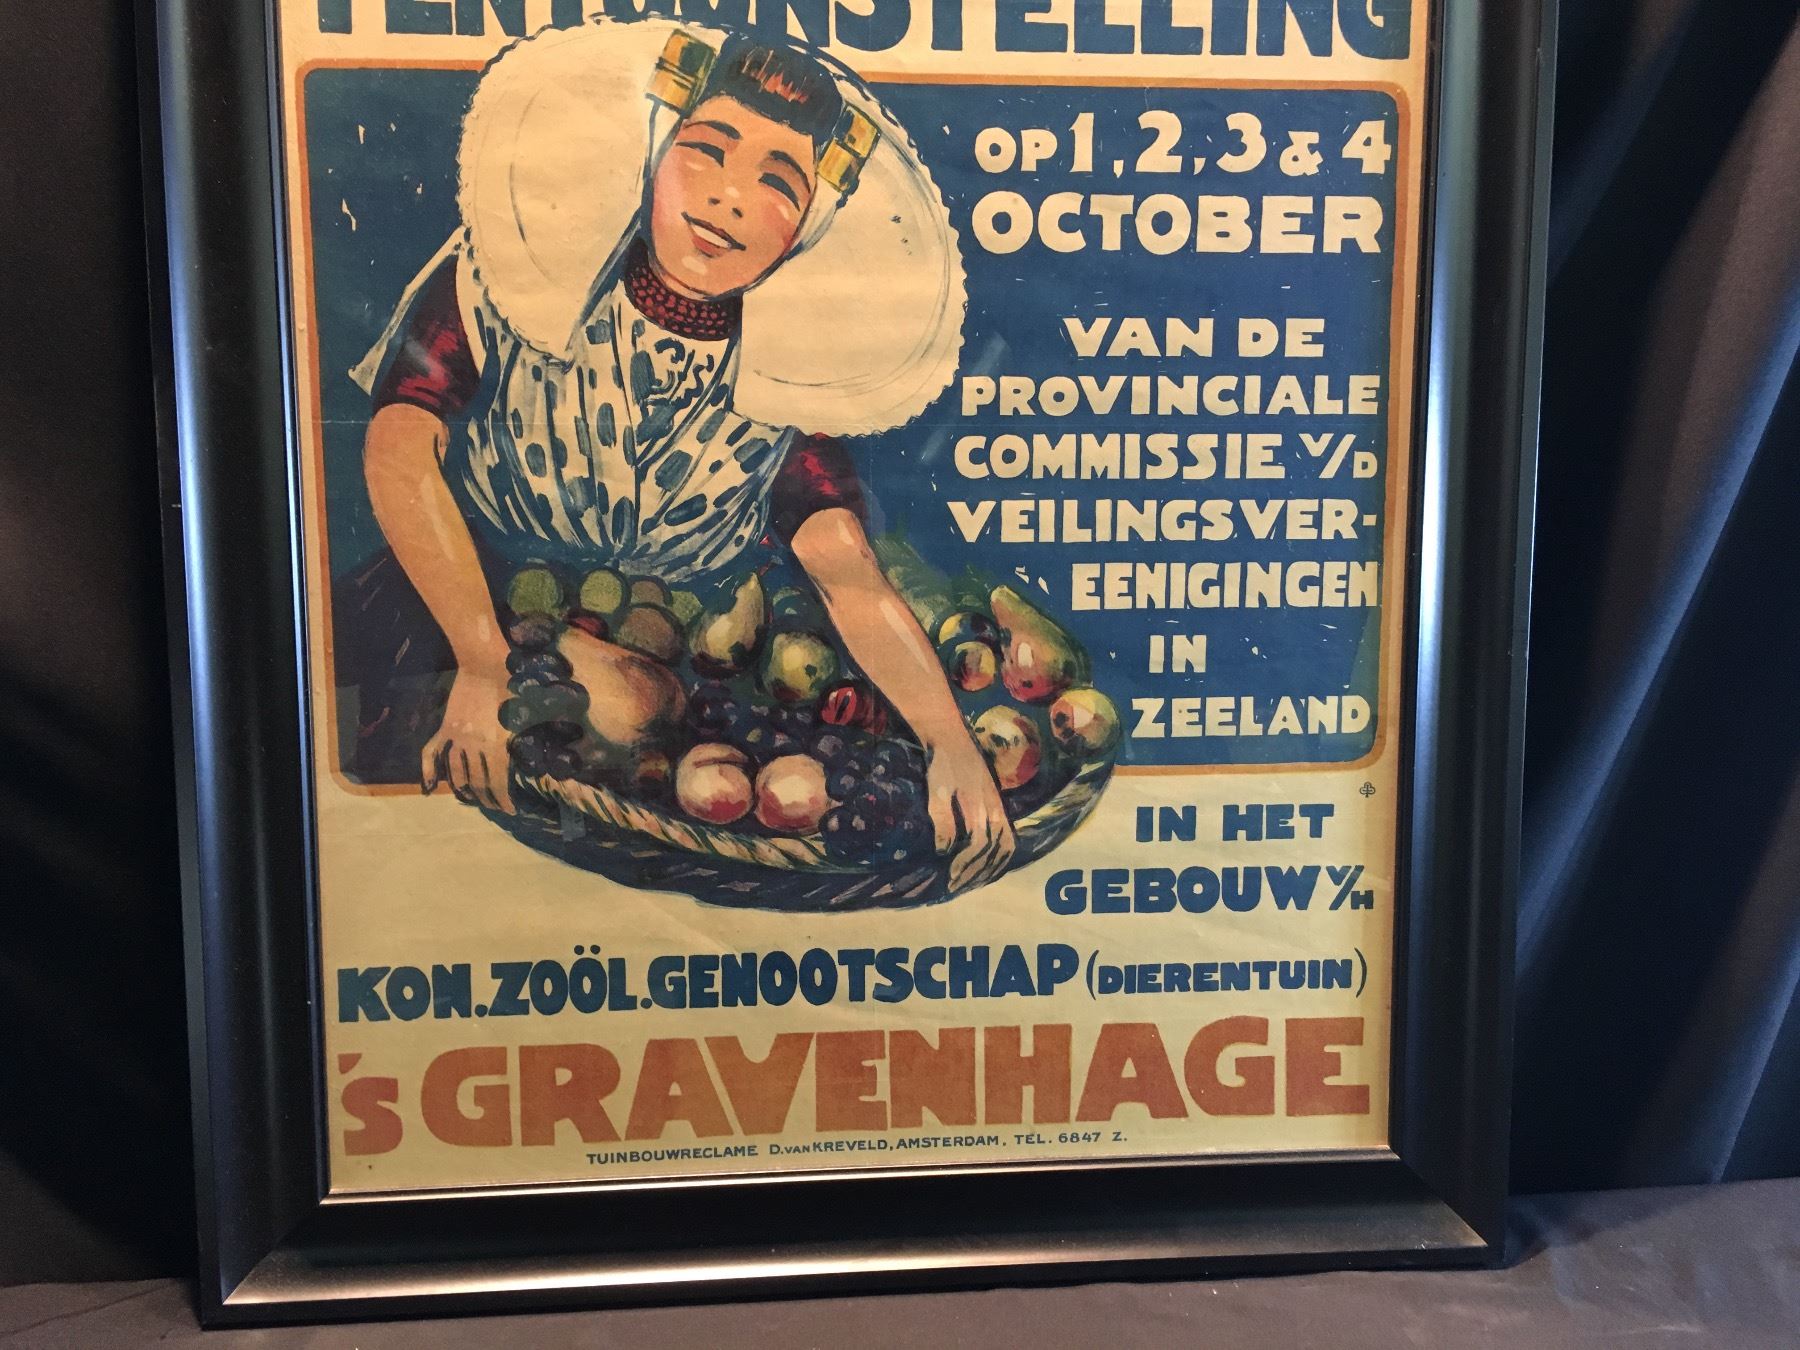 TENTOONSTELLING
OP 1, 2, 3 & 4
OCTOBER
VAN DE
PROVINCIALE
COMMISSIE V/D
VEILINGSVER-
EENIGINGEN
IN
ZEELAND
IN HET
GEBOUW V/H
KON. ZOÖL. GENOOTSCHAP (DIERENTUIN)
'S GRAVENHAGE
TUINBOUWRECLAME D. VAN KREVELD, AMSTERDAM, TEL. 6847 Z.